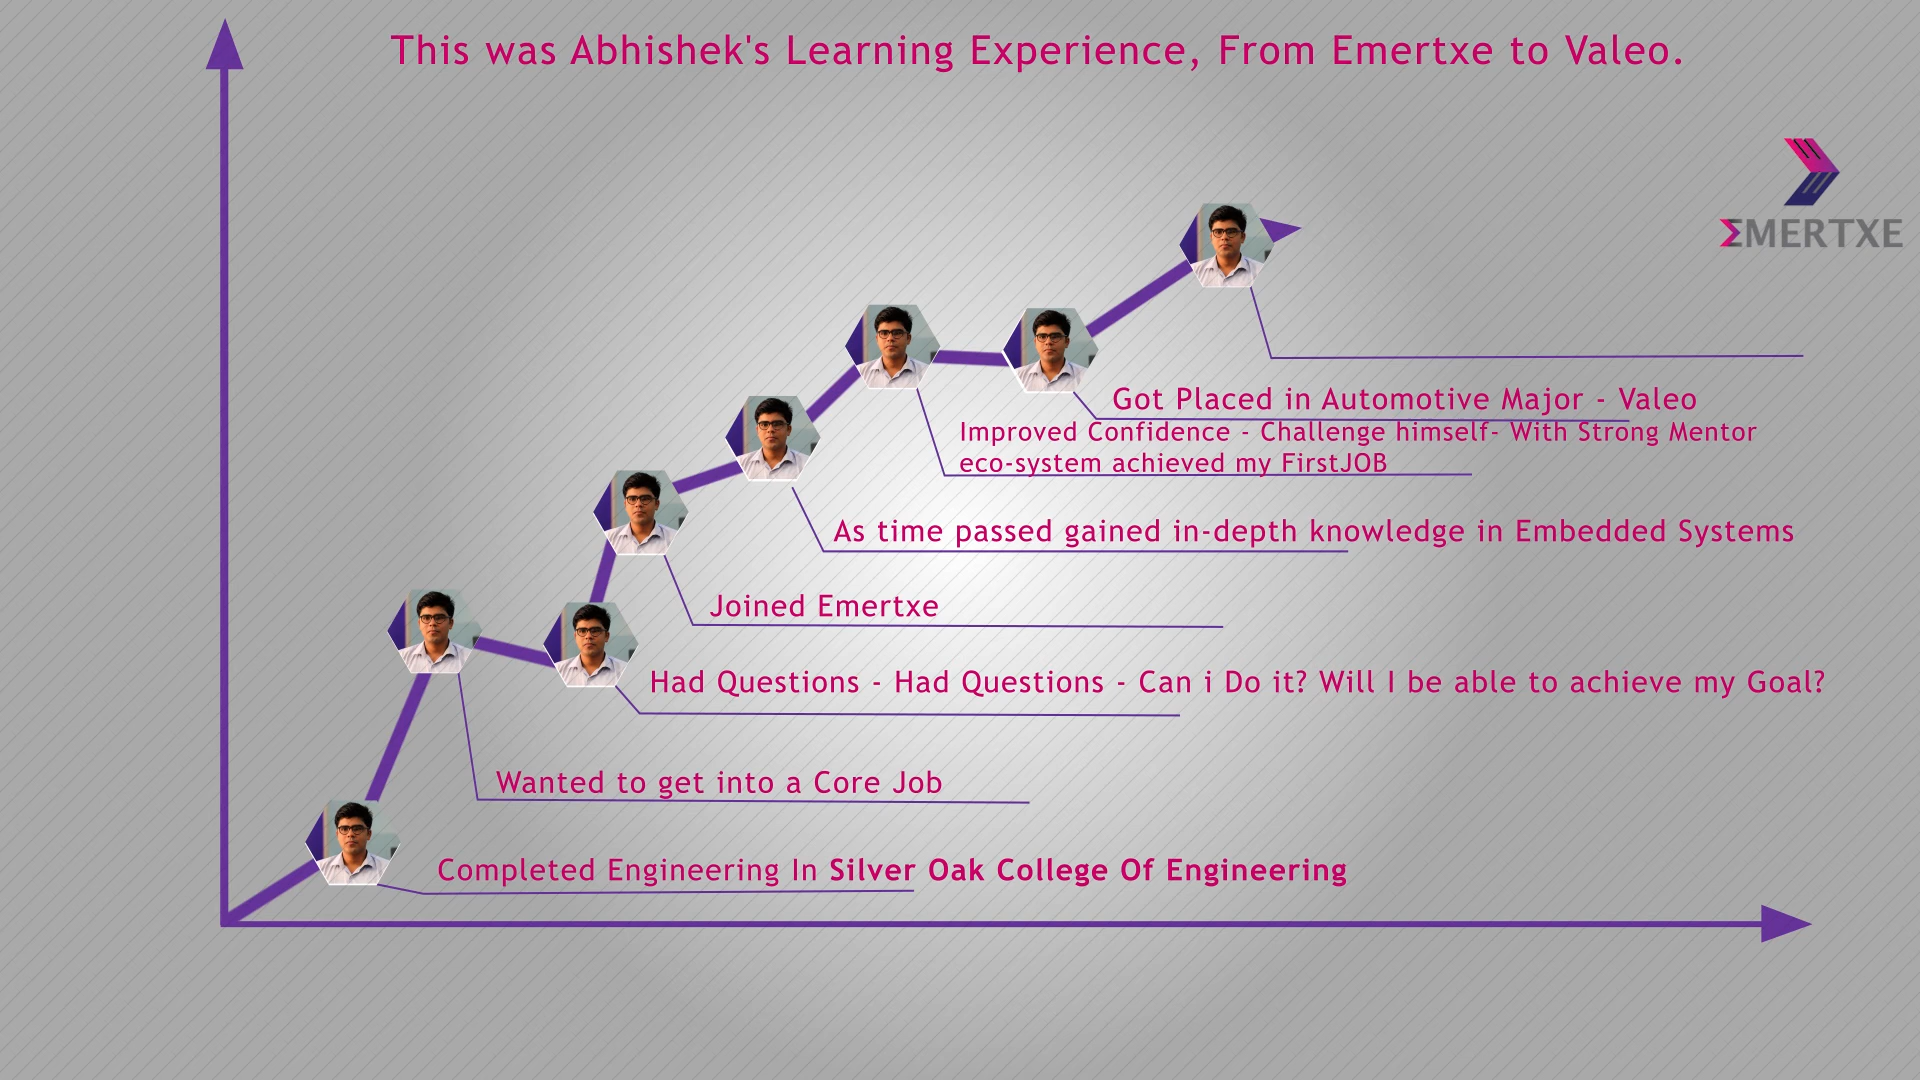 This was Abhishek's Learning Experience, From Emertxe to Valeo.
EMERTXE
Got Placed in Automotive Major - Valeo
Improved Confidence - Challenge himself- With Strong Mentor
eco-system achieved my FirstJOB
As time passed gained in-depth knowledge in Embedded Systems
Joined Emertxe
Had Questions - Had Questions - Can i Do it? Will I be able to achieve my Goal?
Wanted to get into a Core Job
Completed Engineering In Silver Oak College Of Engineering